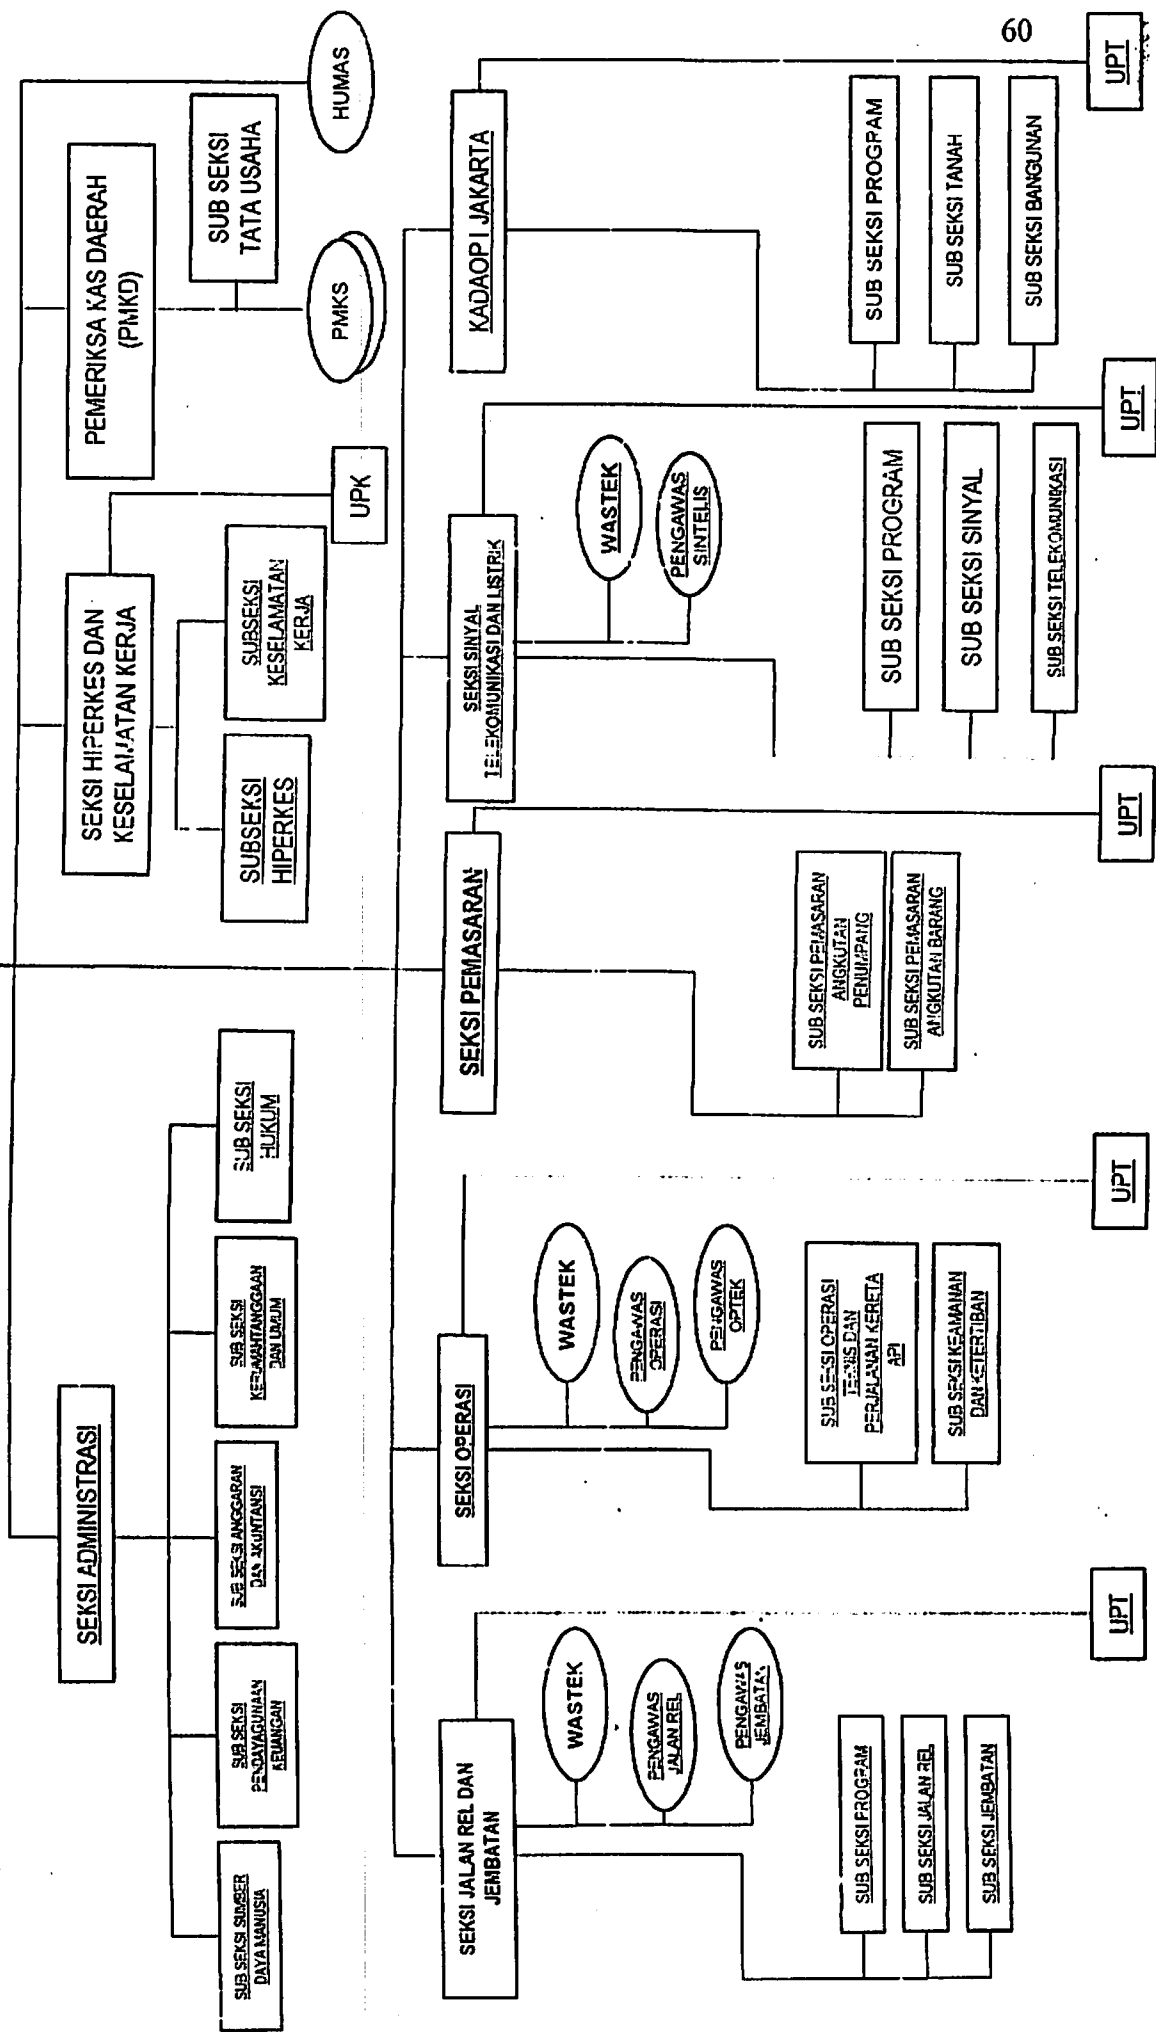 60
SEKSI ADMINISTRASI
SEKSI HIPERKES DAN
KESELAMATAN KERJA
PEMERIKSA KAS DAERAH
(PMKD)
SUB SEKSI SUMBER
DAYA MANUSIA
SUB SEKSI
PENDAYAGUNAAN
KEUANGAN
SUB SEKSI ANGGARAN
DAN AKUNTANSI
SUB SEKSI
KERUMAHTANGGAAN
DAN UMUM
SUB SEKSI
HUKUM
SUBSEKSI
HIPERKES
SUBSEKSI
KESELAMATAN
KERJA
UPK
SUB SEKSI
TATA USAHA
PMKS
HUMAS
SEKSI JALAN REL DAN
JEMBATAN
SEKSI OPERASI
SEKSI PEMASARAN
SEKSI SINYAL
TELEKOMUNIKASI DAN LISTRIK
KADAOP I JAKARTA
WASTEK
PENGAWAS
JALAN REL
PENGAWAS
JEMBATAN
WASTEK
PENGAWAS
OPERASI
PENGAWAS
OPTEK
WASTEK
PENGAWAS
SINTELIS
SUB SEKSI PROGRAM
SUB SEKSI JALAN REL
SUB SEKSI JEMBATAN
SUB SEKSI OPERASI
TEKNIS DAN
PERJALANAN KERETA
API
SUB SEKSI KEAMANAN
DAN KETERTIBAN
SUB SEKSI PEMASARAN
ANGKUTAN
PENUMPANG
SUB SEKSI PEMASARAN
ANGKUTAN BARANG
SUB SEKSI PROGRAM
SUB SEKSI SINYAL
SUB SEKSI TELEKOMUNIKASI
SUB SEKSI PROGRAM
SUB SEKSI TANAH
SUB SEKSI BANGUNAN
UPT
UPT
UPT
UPT
UPT